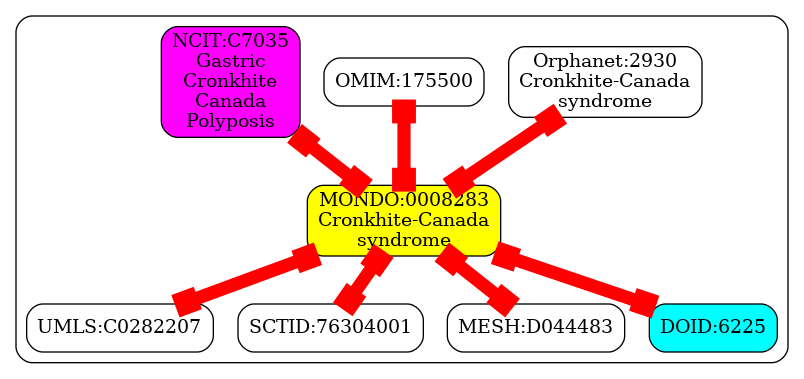 NCIT:C7035
Gastric
Cronkhite
Canada
Polyposis
OMIM:175500
Orphanet:2930
Cronkhite-Canada
syndrome
MONDO:0008283
Cronkhite-Canada
syndrome
UMLS:C0282207
SCTID:76304001
MESH:D044483
DOID:6225